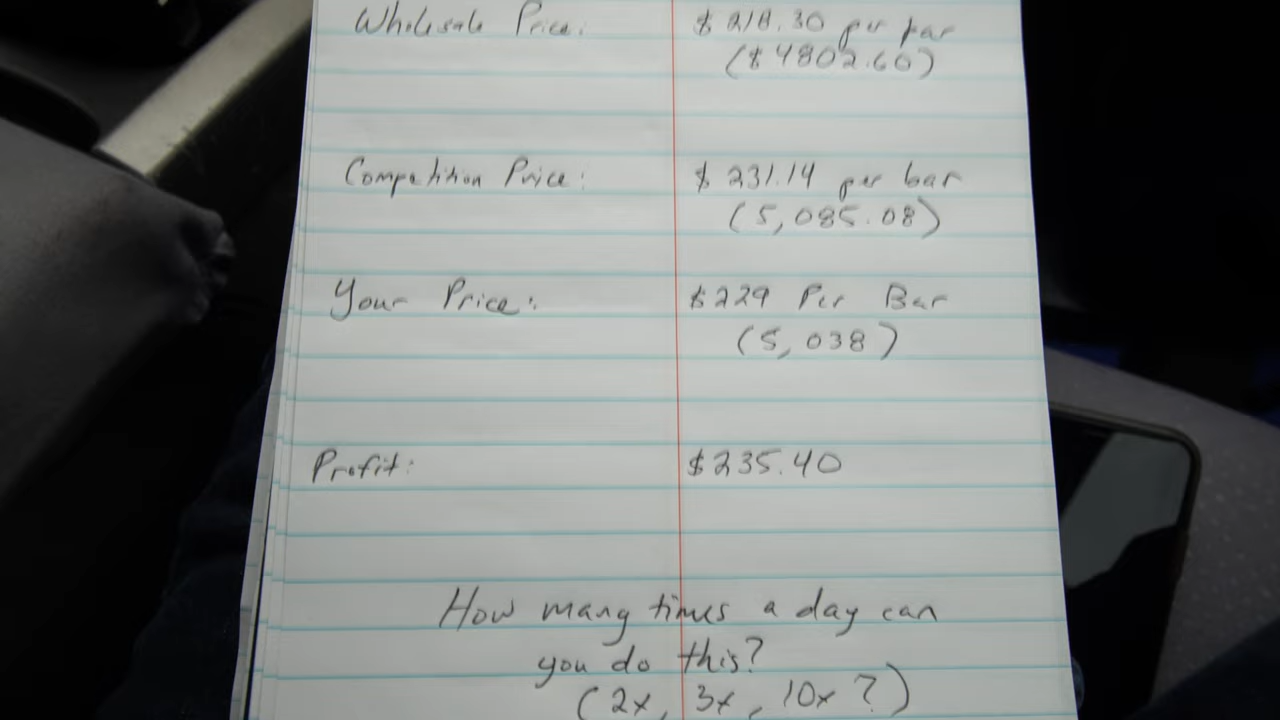 Wholesale Price: $218.30 per bar
($4802.60)
Competition Price: $231.14 per bar
(5,085.08)
Your Price: $229 Per Bar
(5,038)
Profit: $235.40
How many times a day can
you do this?
(2x, 3x, 10x?)